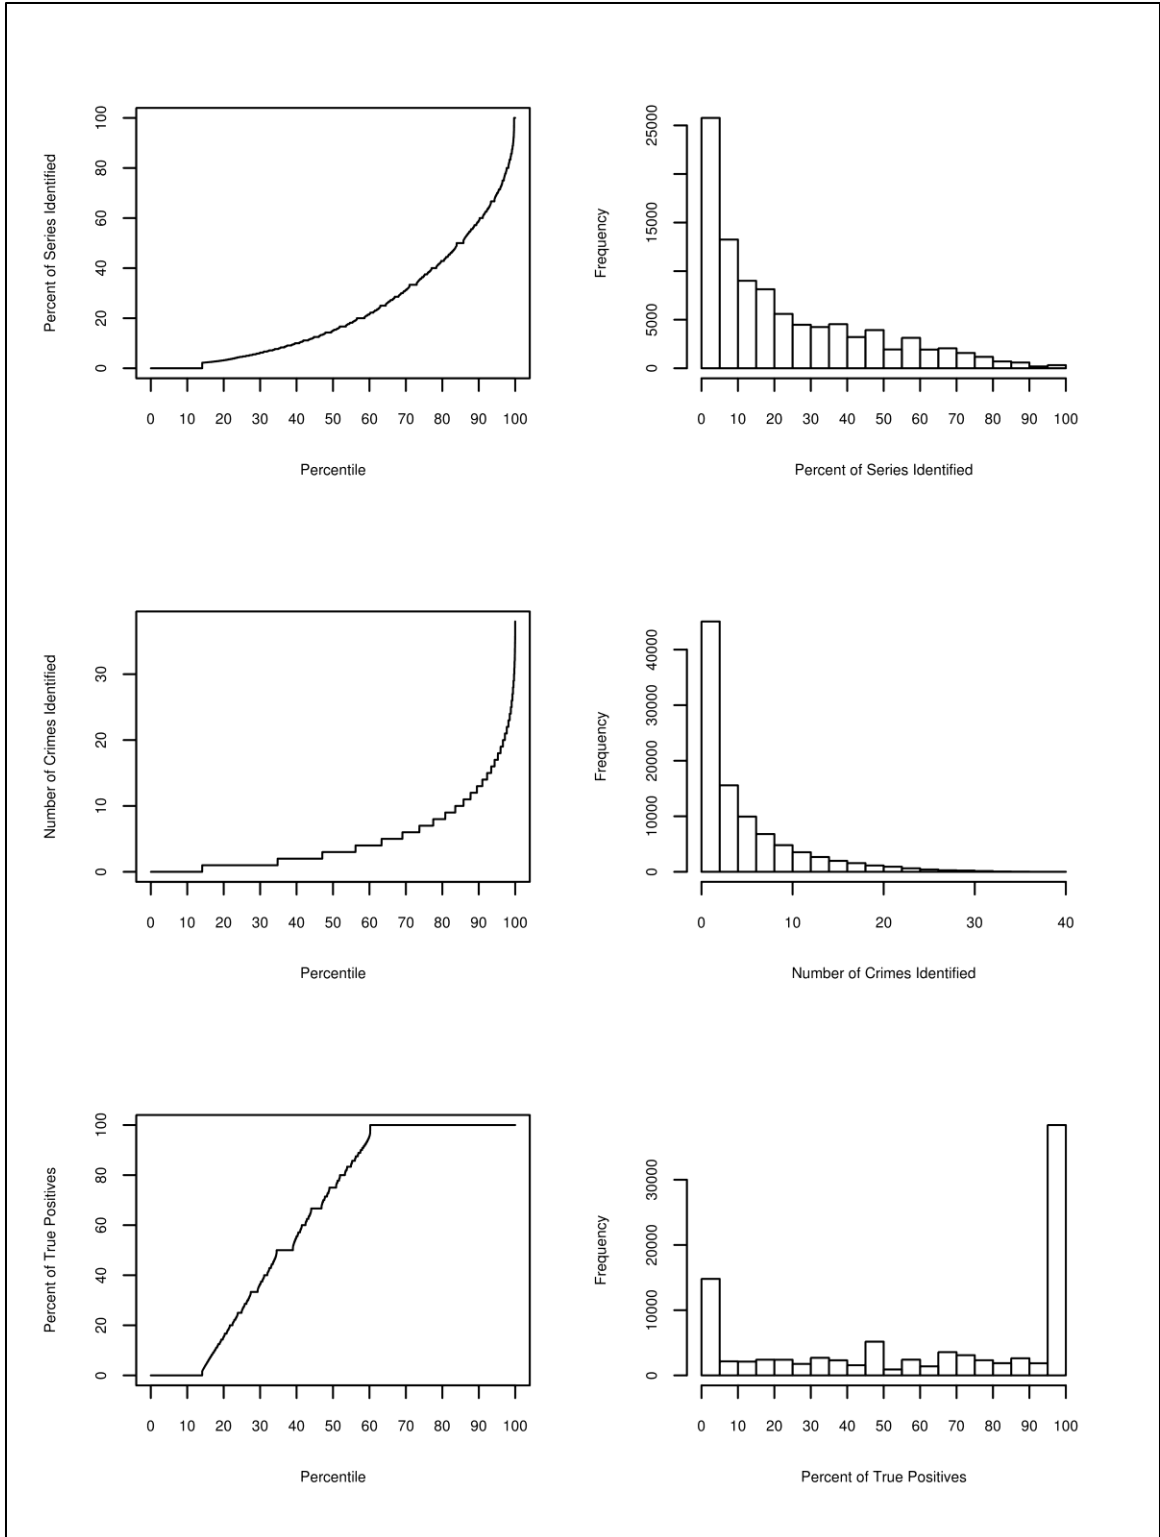 Percent of Series Identified
100
80
60
40
20
0
0 10 20 30 40 50 60 70 80 90 100
Percentile
Frequency
25000
15000
5000
0
0 10 20 30 40 50 60 70 80 90 100
Percent of Series Identified
Number of Crimes Identified
30
20
10
0
0 10 20 30 40 50 60 70 80 90 100
Percentile
Frequency
40000
30000
20000
10000
0
0 10 20 30 40
Number of Crimes Identified
Percent of True Positives
100
80
60
40
20
0
0 10 20 30 40 50 60 70 80 90 100
Percentile
Frequency
30000
20000
10000
0
0 10 20 30 40 50 60 70 80 90 100
Percent of True Positives